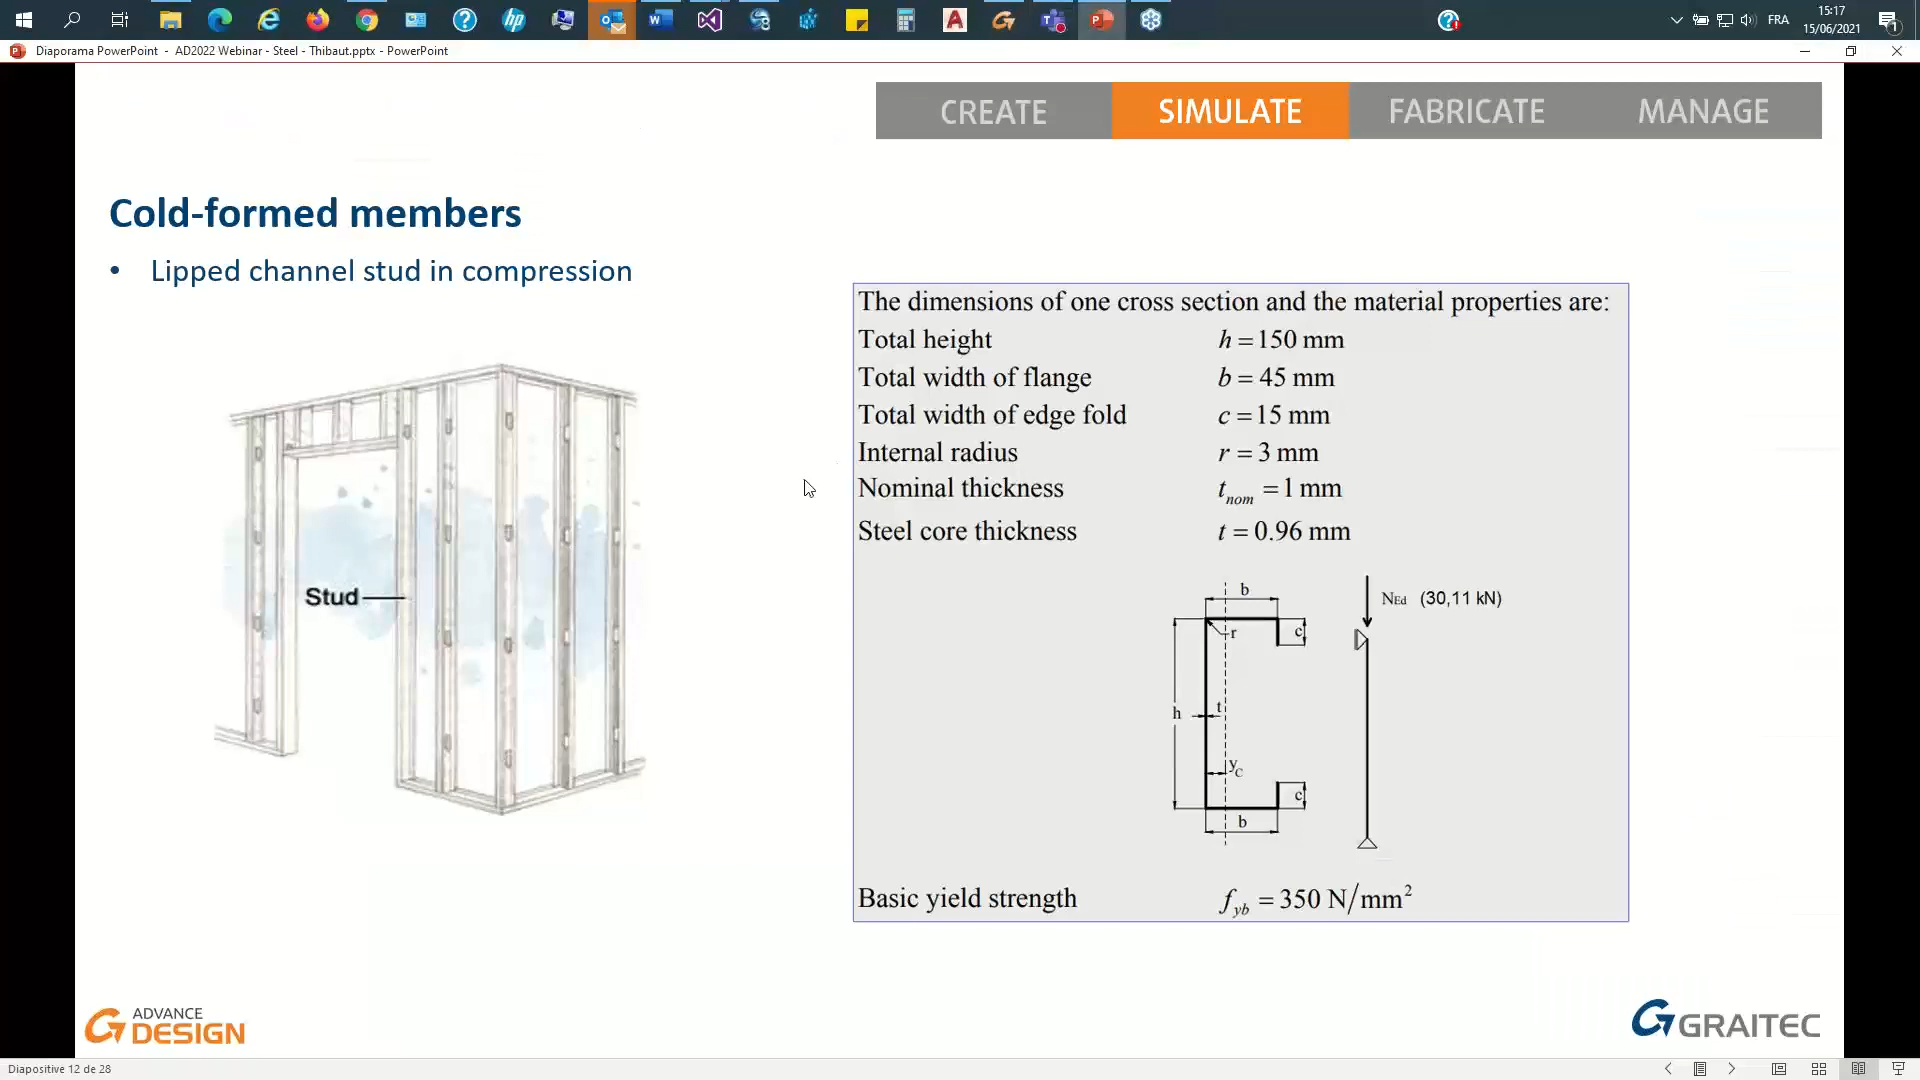 FRA
15:17
15/06/2021
1
Diaporama PowerPoint - AD2022 Webinar - Steel - Thibaut.pptx - PowerPoint
CREATE SIMULATE FABRICATE MANAGE
Cold-formed members
• Lipped channel stud in compression
Stud
The dimensions of one cross section and the material properties are:
Total height h = 150 mm
Total width of flange b = 45 mm
Total width of edge fold c = 15 mm
Internal radius r = 3 mm
Nominal thickness tnom = 1 mm
Steel core thickness t = 0.96 mm
b
NEd (30,11 kN)
r
c
h
t
yC
c
b
Basic yield strength fyb = 350 N/mm²
ADVANCE
DESIGN
GRAITEC
Diapositive 12 de 28